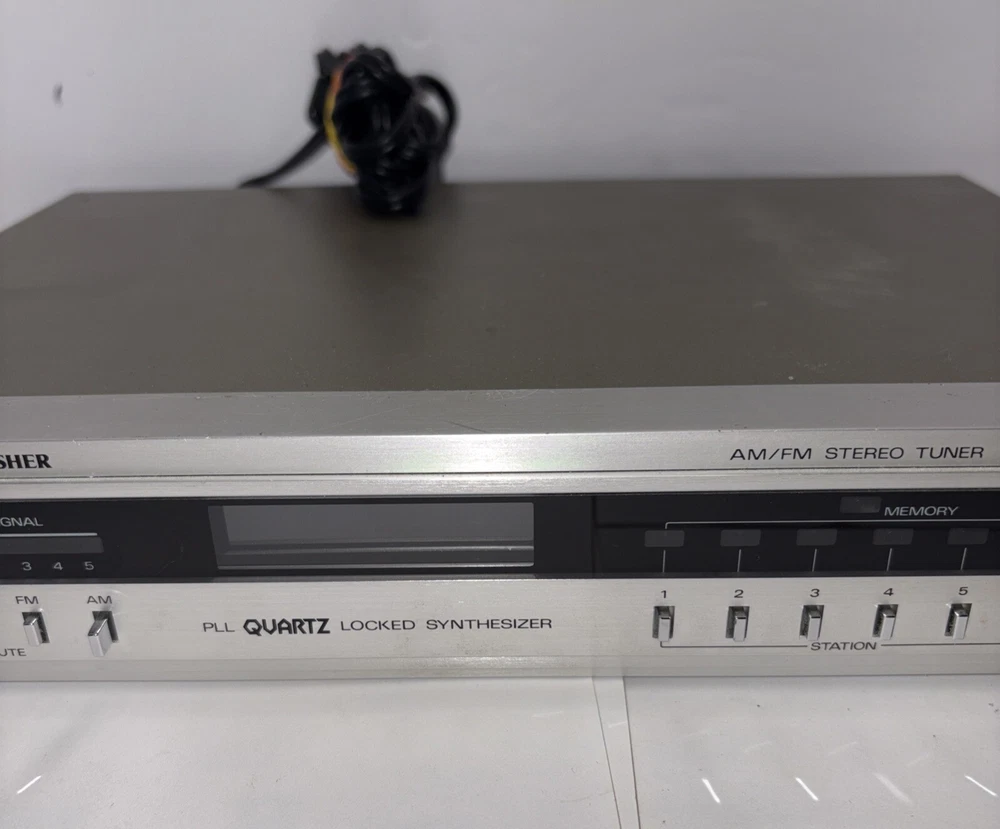 SHER
AM/FM STEREO TUNER
GNAL
MEMORY
3 4 5
FM AM
1 2 3 4 5
PLL QUARTZ LOCKED SYNTHESIZER
UTE
STATION